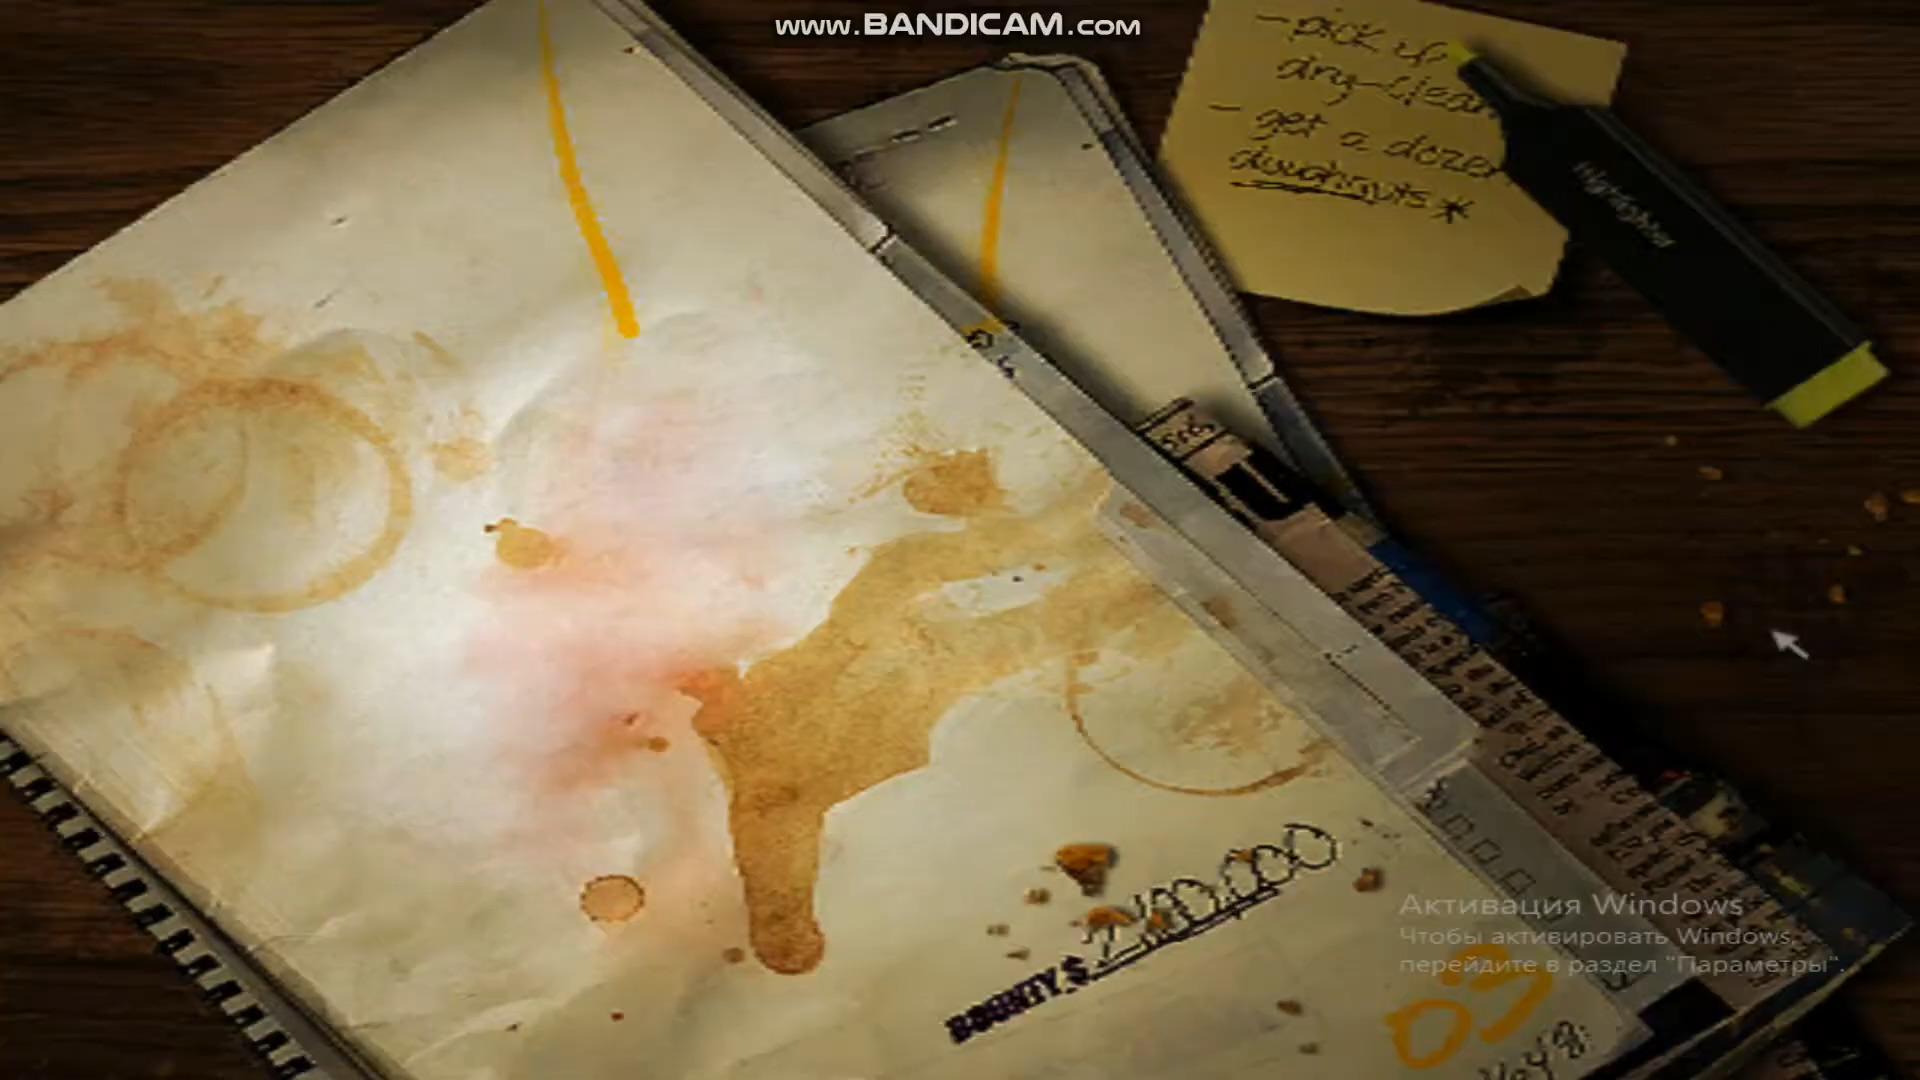 www.BANDICAM.com
- pick up
dry-clean
- get a dozen
doughnuts *
Highlighter
BOUNTY $
Активация Windows
Чтобы активировать Windows,
перейдите в раздел "Параметры".
03